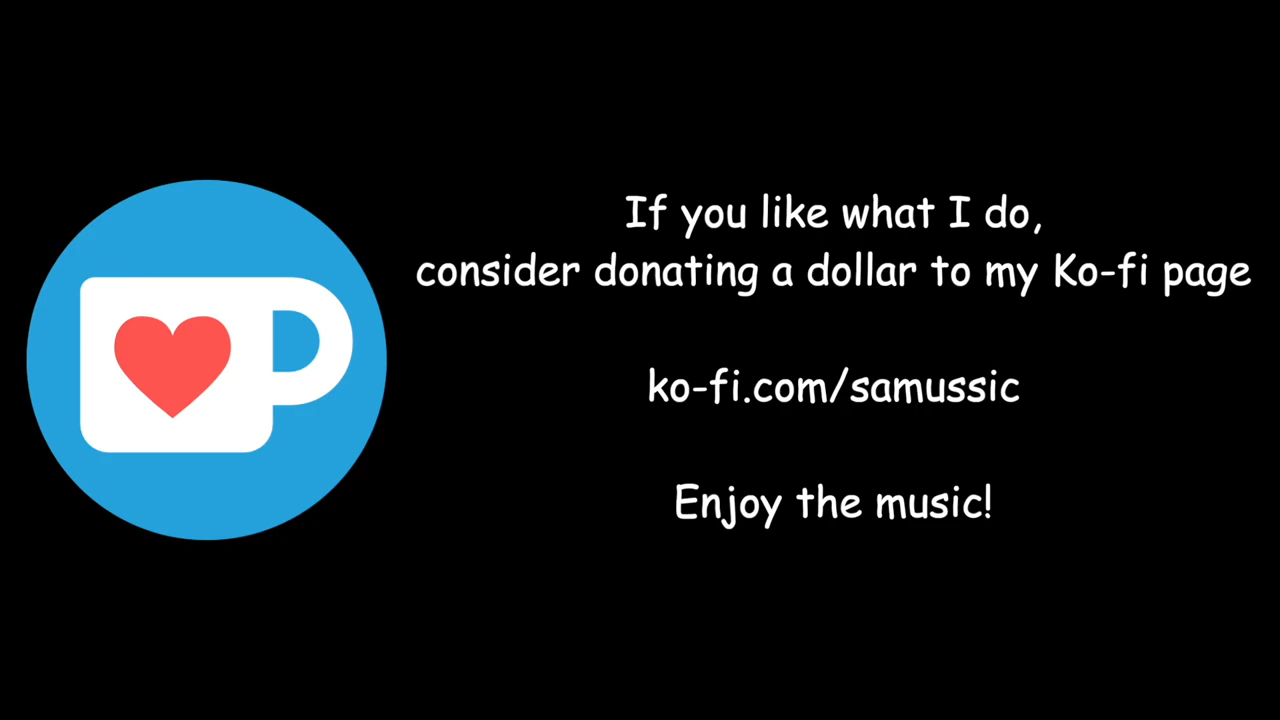 If you like what I do,
consider donating a dollar to my Ko-fi page
ko-fi.com/samussic
Enjoy the music!